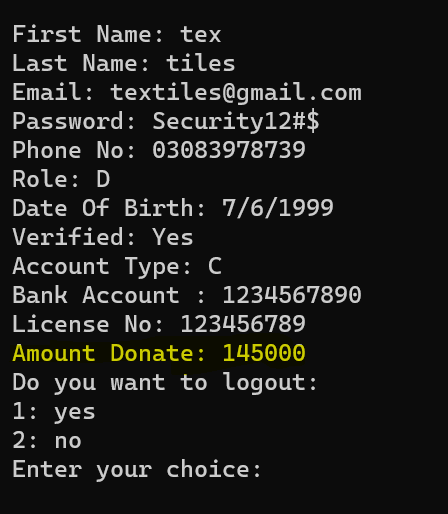 First Name: tex
Last Name: tiles
Email: textiles@gmail.com
Password: Security12#$
Phone No: 03083978739
Role: D
Date Of Birth: 7/6/1999
Verified: Yes
Account Type: C
Bank Account : 1234567890
License No: 123456789
Amount Donate: 145000
Do you want to logout:
1: yes
2: no
Enter your choice: